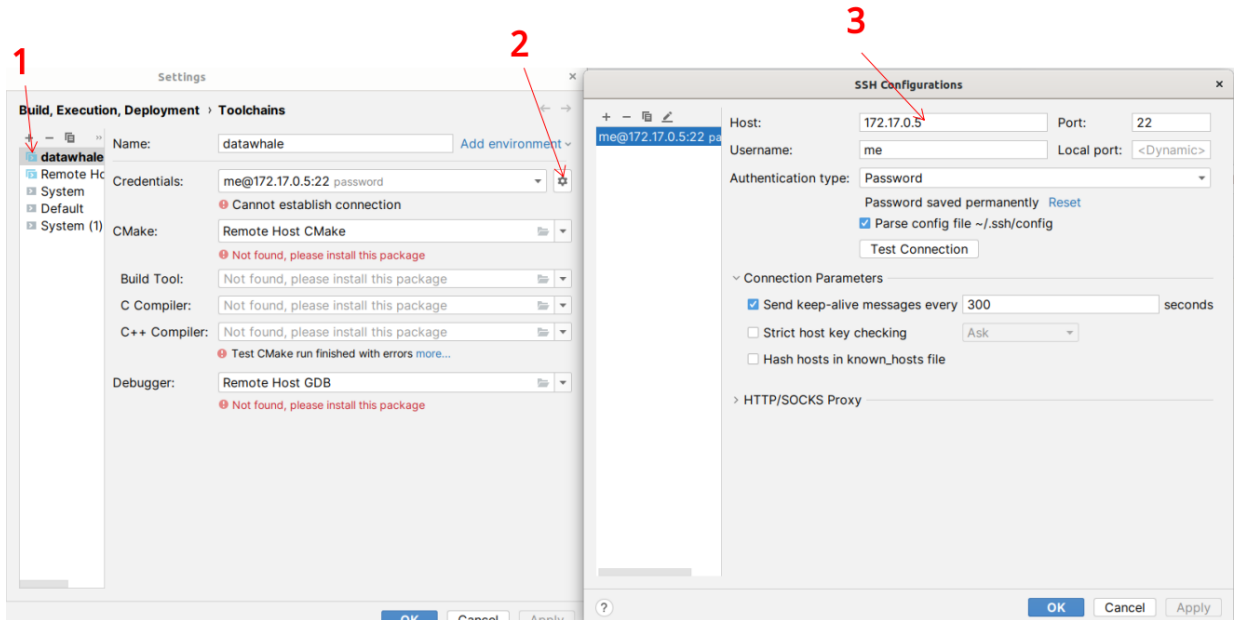 1
2
3
Settings
Build, Execution, Deployment › Toolchains
datawhale
Remote Ho
System
Default
System (1)
Name: datawhale Add environment
Credentials: me@172.17.0.5:22 password
Cannot establish connection
CMake: Remote Host CMake
Not found, please install this package
Build Tool: Not found, please install this package
C Compiler: Not found, please install this package
C++ Compiler: Not found, please install this package
Test CMake run finished with errors more...
Debugger: Remote Host GDB
Not found, please install this package
OK Cancel Apply
SSH Configurations
me@172.17.0.5:22 pa
Host: 172.17.0.5 Port: 22
Username: me Local port: <Dynamic>
Authentication type: Password
Password saved permanently Reset
Parse config file ~/.ssh/config
Test Connection
Connection Parameters
Send keep-alive messages every 300 seconds
Strict host key checking Ask
Hash hosts in known_hosts file
HTTP/SOCKS Proxy
? OK Cancel Apply